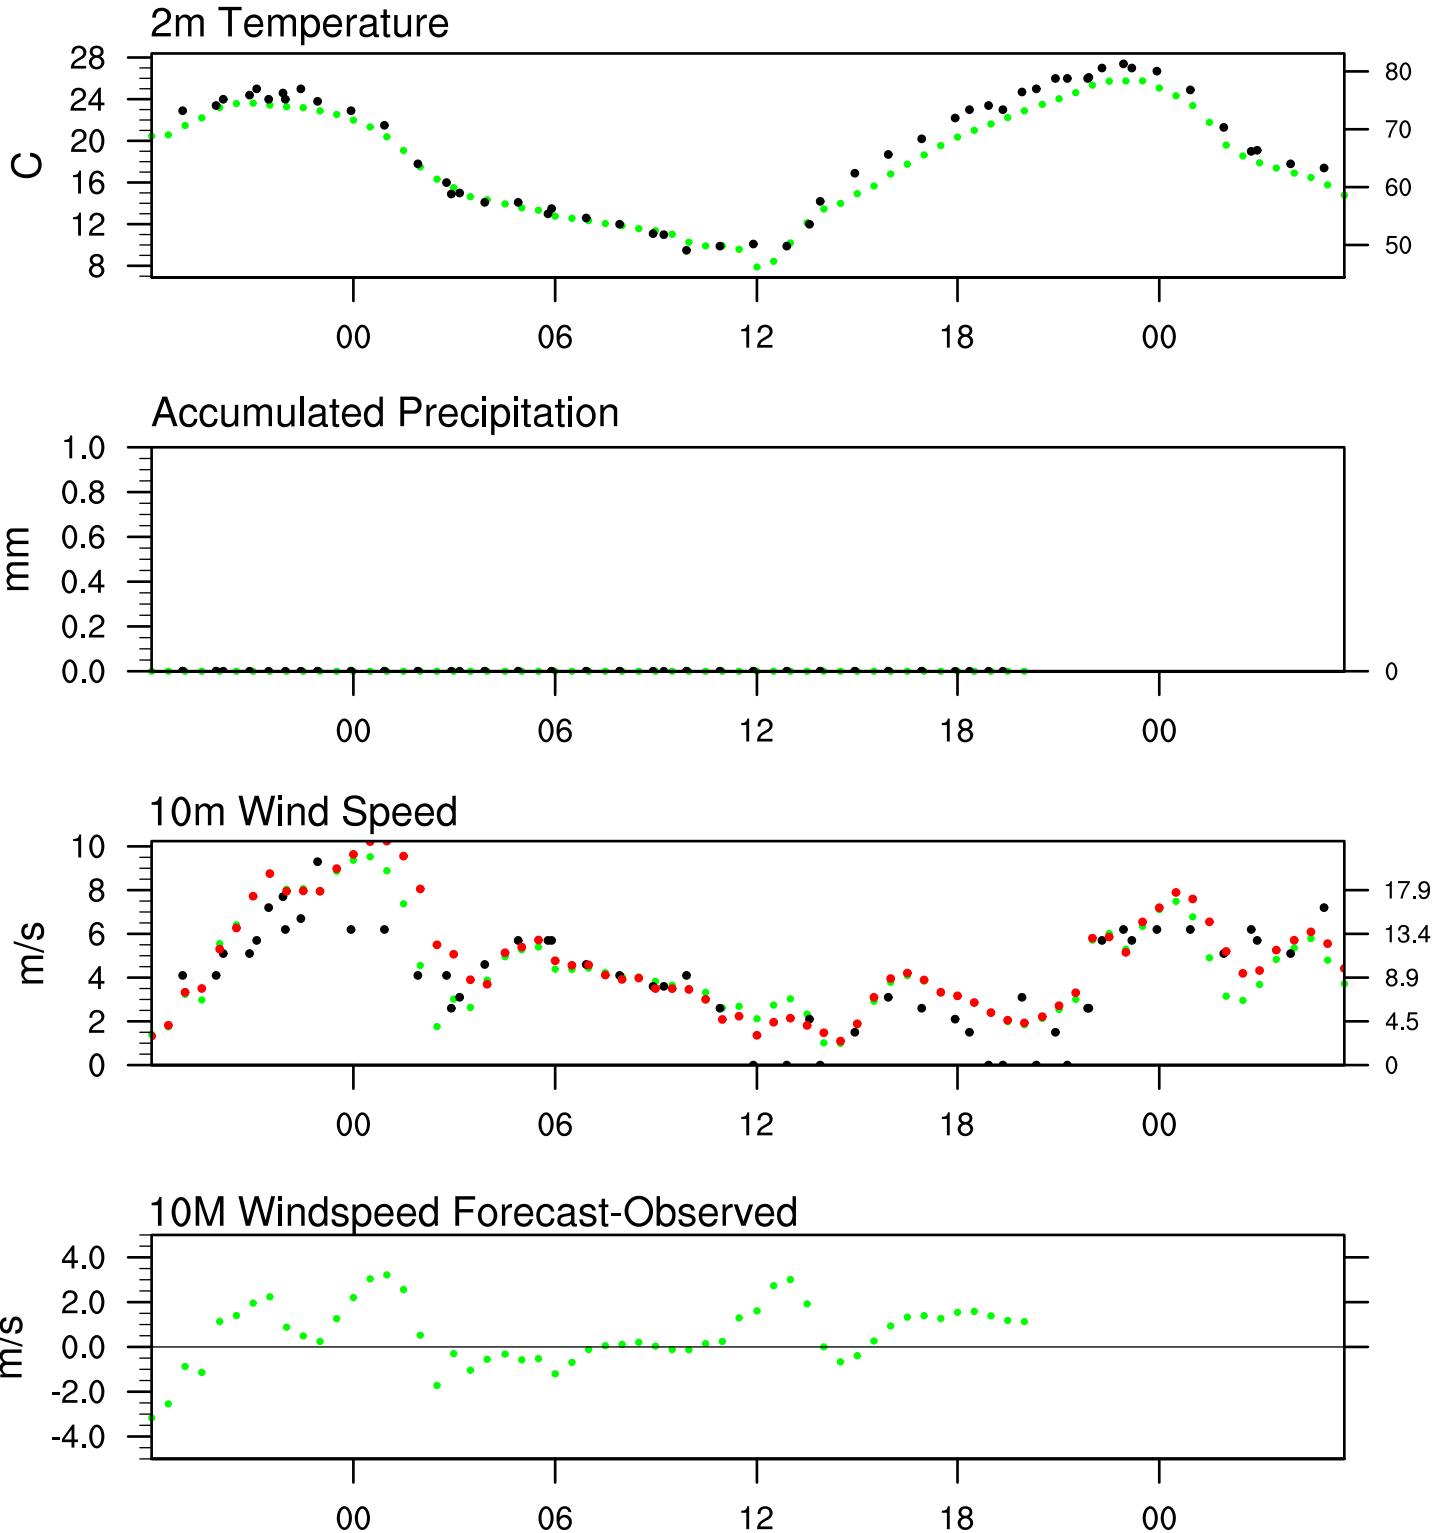 2m Temperature
28
24
20
16
12
8
C
80
70
60
50
00 06 12 18 00
Accumulated Precipitation
1.0
0.8
0.6
0.4
0.2
0.0
mm
0
00 06 12 18 00
10m Wind Speed
10
8
6
4
2
0
m/s
17.9
13.4
8.9
4.5
0
00 06 12 18 00
10M Windspeed Forecast-Observed
4.0
2.0
0.0
-2.0
-4.0
m/s
00 06 12 18 00